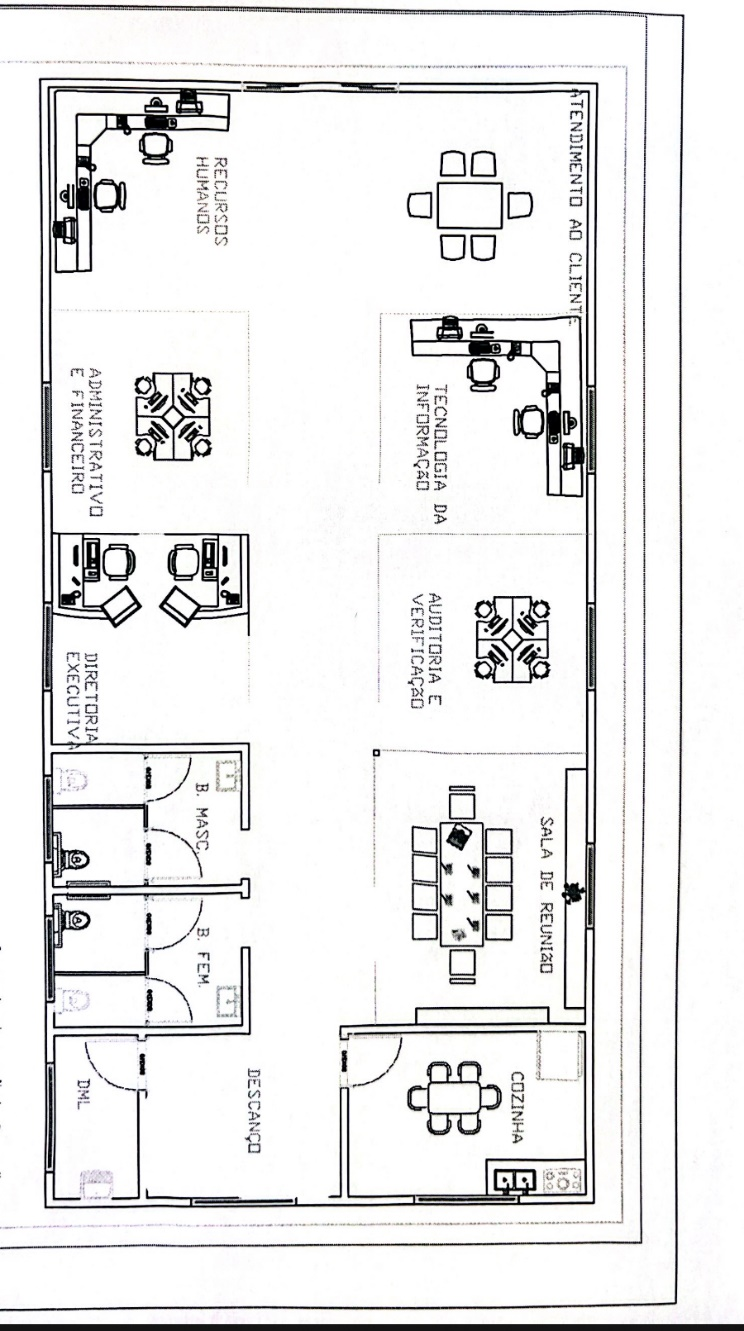 ATENDIMENTO AO CLIENTE
RECURSOS
HUMANOS
TECNOLOGIA DA
INFORMAÇÃO
ADMINISTRATIVO
E FINANCEIRO
AUDITORIA E
VERIFICAÇÃO
DIRETORIA
EXECUTIVA
SALA DE REUNIÃO
B. MASC.
B. FEM.
COZINHA
DESCANÇO
DML